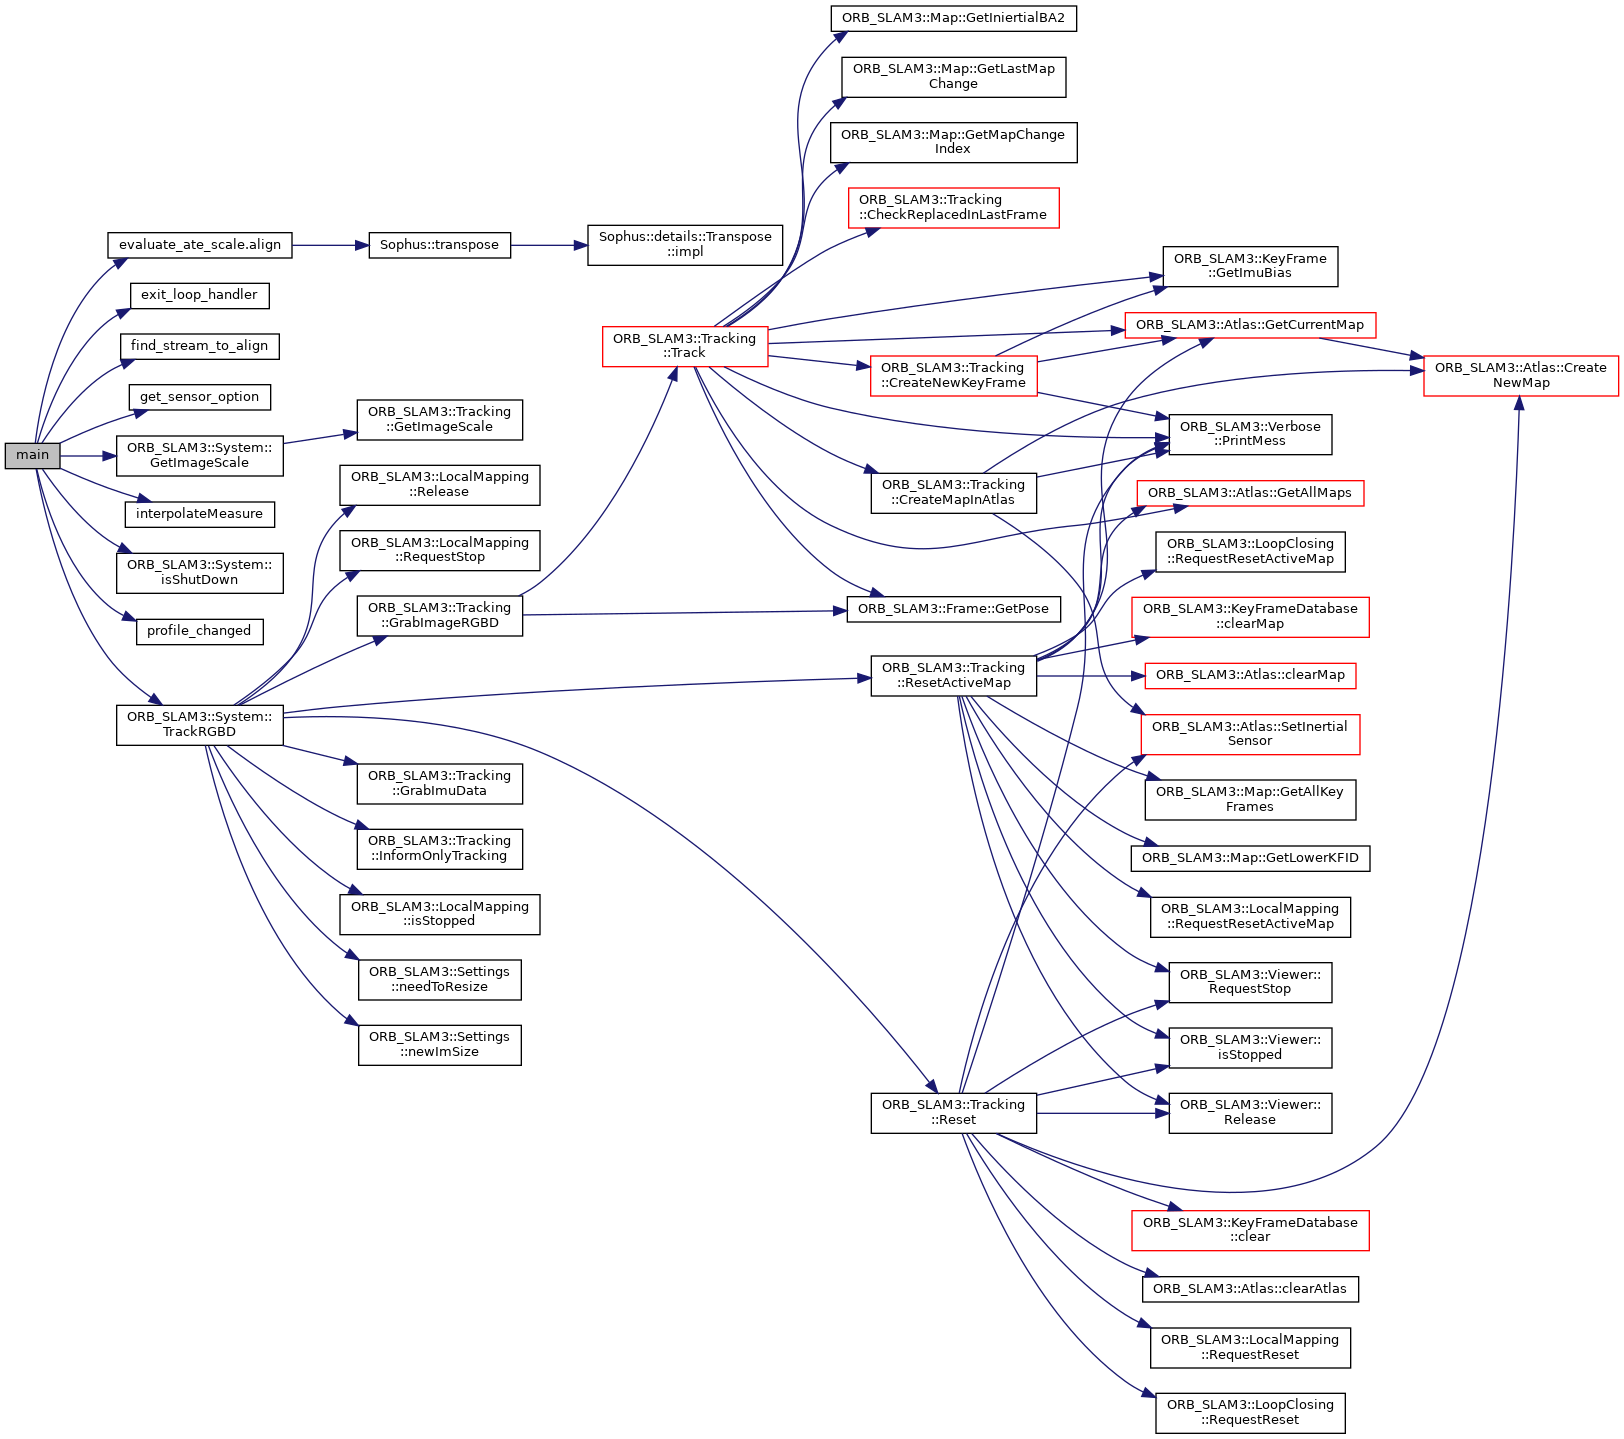 main
evaluate_ate_scale.align
exit_loop_handler
find_stream_to_align
get_sensor_option
ORB_SLAM3::System::
GetImageScale
interpolateMeasure
ORB_SLAM3::System::
isShutDown
profile_changed
ORB_SLAM3::System::
TrackRGBD
Sophus::transpose
ORB_SLAM3::Tracking
::GetImageScale
ORB_SLAM3::LocalMapping
::Release
ORB_SLAM3::LocalMapping
::RequestStop
ORB_SLAM3::Tracking
::GrabImageRGBD
ORB_SLAM3::Tracking
::GrabImuData
ORB_SLAM3::Tracking
::InformOnlyTracking
ORB_SLAM3::LocalMapping
::isStopped
ORB_SLAM3::Settings
::needToResize
ORB_SLAM3::Settings
::newImSize
Sophus::details::Transpose
::impl
ORB_SLAM3::Tracking
::Track
ORB_SLAM3::Map::GetIniertialBA2
ORB_SLAM3::Map::GetLastMap
Change
ORB_SLAM3::Map::GetMapChange
Index
ORB_SLAM3::Tracking
::CheckReplacedInLastFrame
ORB_SLAM3::Tracking
::CreateNewKeyFrame
ORB_SLAM3::Tracking
::CreateMapInAtlas
ORB_SLAM3::Frame::GetPose
ORB_SLAM3::Tracking
::ResetActiveMap
ORB_SLAM3::Tracking
::Reset
ORB_SLAM3::KeyFrame
::GetImuBias
ORB_SLAM3::Atlas::GetCurrentMap
ORB_SLAM3::Verbose
::PrintMess
ORB_SLAM3::Atlas::GetAllMaps
ORB_SLAM3::LoopClosing
::RequestResetActiveMap
ORB_SLAM3::KeyFrameDatabase
::clearMap
ORB_SLAM3::Atlas::clearMap
ORB_SLAM3::Atlas::SetInertial
Sensor
ORB_SLAM3::Map::GetAllKey
Frames
ORB_SLAM3::Map::GetLowerKFID
ORB_SLAM3::LocalMapping
::RequestResetActiveMap
ORB_SLAM3::Viewer::
RequestStop
ORB_SLAM3::Viewer::
isStopped
ORB_SLAM3::Viewer::
Release
ORB_SLAM3::KeyFrameDatabase
::clear
ORB_SLAM3::Atlas::clearAtlas
ORB_SLAM3::LocalMapping
::RequestReset
ORB_SLAM3::LoopClosing
::RequestReset
ORB_SLAM3::Atlas::Create
NewMap